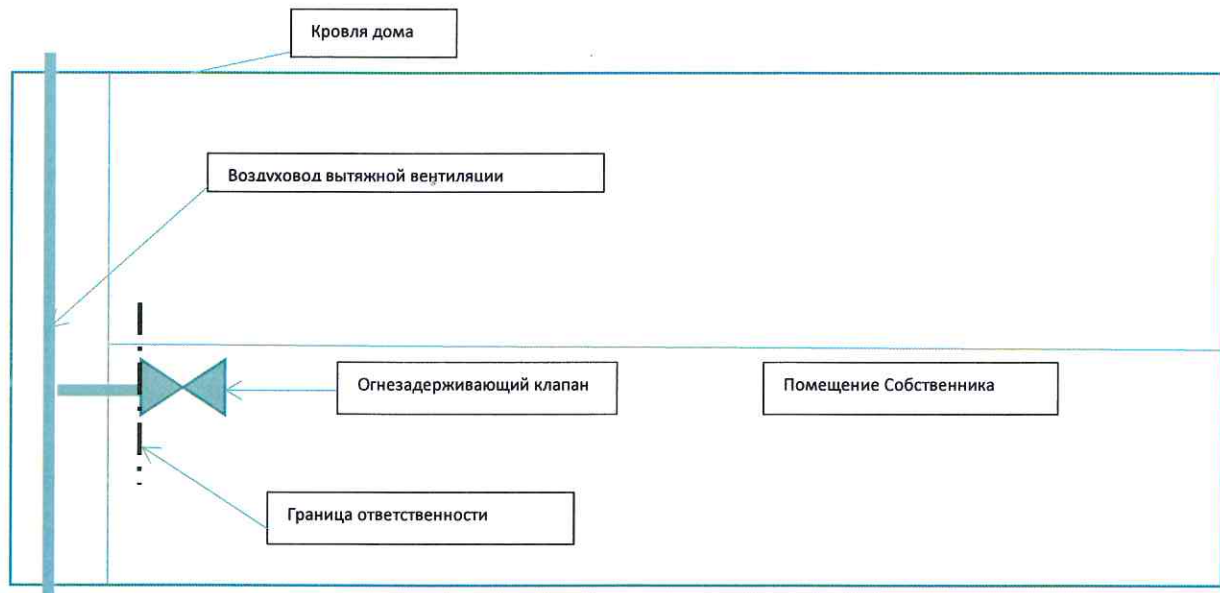 Кровля дома
Воздуховод вытяжной вентиляции
Огнезадерживающий клапан
Помещение Собственника
Граница ответственности